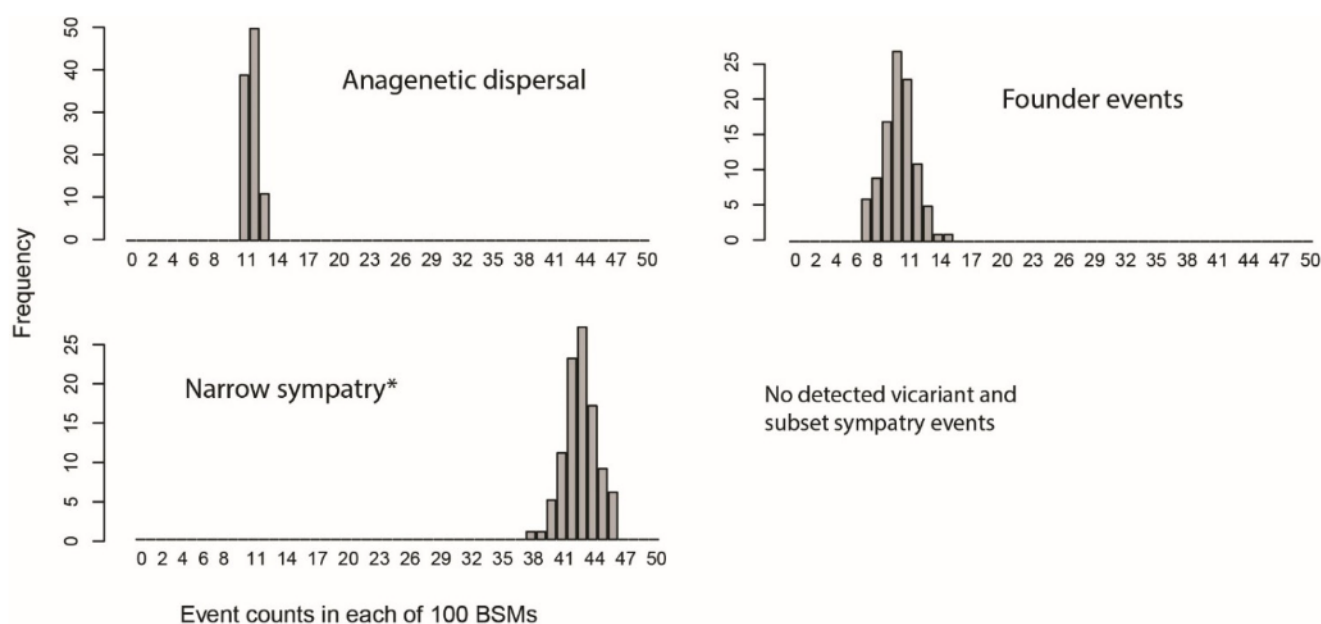 50
40
30
20
10
0
Anagenetic dispersal
0 2 4 6 8 11 14 17 20 23 26 29 32 35 38 41 44 47 50
25
20
15
10
5
0
Founder events
0 2 4 6 8 11 14 17 20 23 26 29 32 35 38 41 44 47 50
Frequency
25
20
15
10
5
0
Narrow sympatry*
0 2 4 6 8 11 14 17 20 23 26 29 32 35 38 41 44 47 50
No detected vicariant and
subset sympatry events
Event counts in each of 100 BSMs